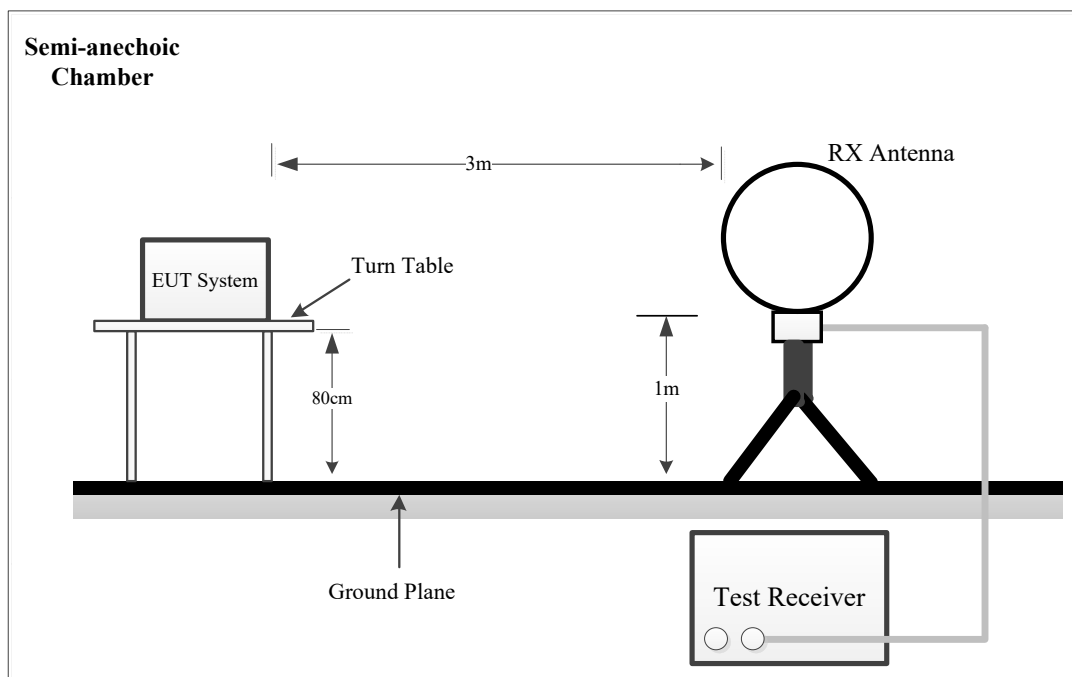 Semi-anechoic
Chamber
3m
RX Antenna
EUT System
Turn Table
80cm
1m
Ground Plane
Test Receiver